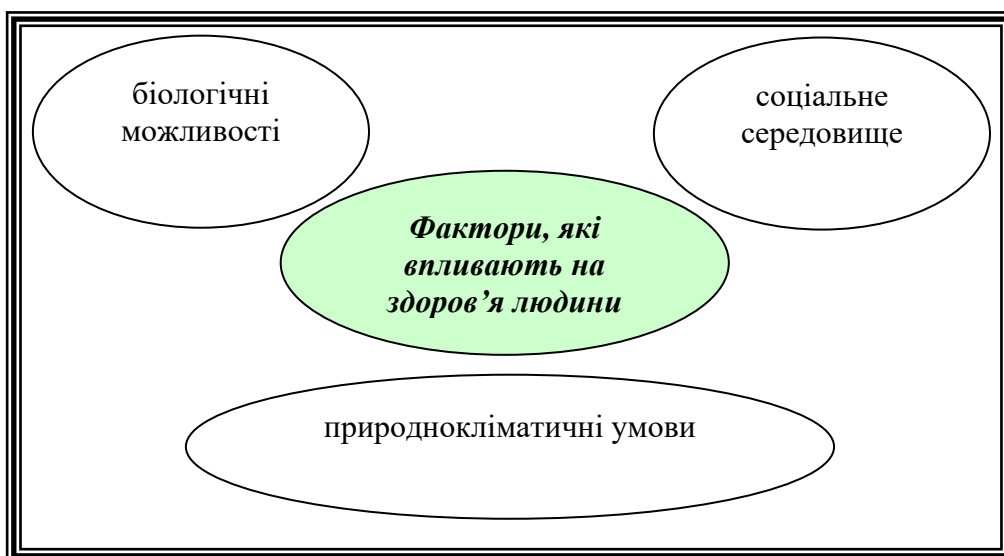 біологічні
можливості
соціальне
середовище
Фактори, які
впливають на
здоров’я людини
природнокліматичні умови